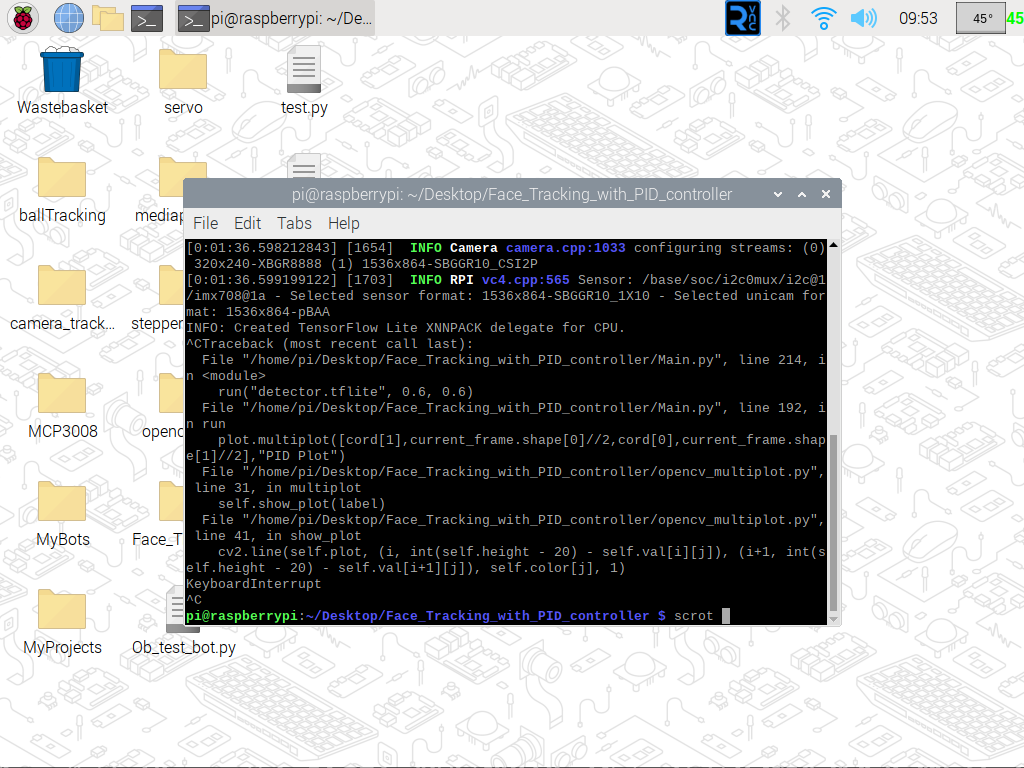 pi@raspberrypi: ~/De...
09:53
45°
45
Wastebasket
servo
test.py
ballTracking
camera_track...
MCP3008
MyBots
MyProjects
Ob_test_bot.py
pi@raspberrypi: ~/Desktop/Face_Tracking_with_PID_controller
File Edit Tabs Help
[0:01:36.598212843] [1654]  INFO Camera camera.cpp:1033 configuring streams: (0)
 320x240-XBGR8888 (1) 1536x864-SBGGR10_CSI2P
[0:01:36.599199122] [1703]  INFO RPI vc4.cpp:565 Sensor: /base/soc/i2c0mux/i2c@1
/imx708@1a - Selected sensor format: 1536x864-SBGGR10_1X10 - Selected unicam for
mat: 1536x864-pBAA
INFO: Created TensorFlow Lite XNNPACK delegate for CPU.
^CTraceback (most recent call last):
  File "/home/pi/Desktop/Face_Tracking_with_PID_controller/Main.py", line 214, i
n <module>
    run("detector.tflite", 0.6, 0.6)
  File "/home/pi/Desktop/Face_Tracking_with_PID_controller/Main.py", line 192, i
n run
    plot.multiplot([cord[1],current_frame.shape[0]//2,cord[0],current_frame.shap
e[1]//2],"PID Plot")
  File "/home/pi/Desktop/Face_Tracking_with_PID_controller/opencv_multiplot.py",
 line 31, in multiplot
    self.show_plot(label)
  File "/home/pi/Desktop/Face_Tracking_with_PID_controller/opencv_multiplot.py",
 line 41, in show_plot
    cv2.line(self.plot, (i, int(self.height - 20) - self.val[i][j]), (i+1, int(s
elf.height - 20) - self.val[i+1][j]), self.color[j], 1)
KeyboardInterrupt
^C
pi@raspberrypi:~/Desktop/Face_Tracking_with_PID_controller $ scrot